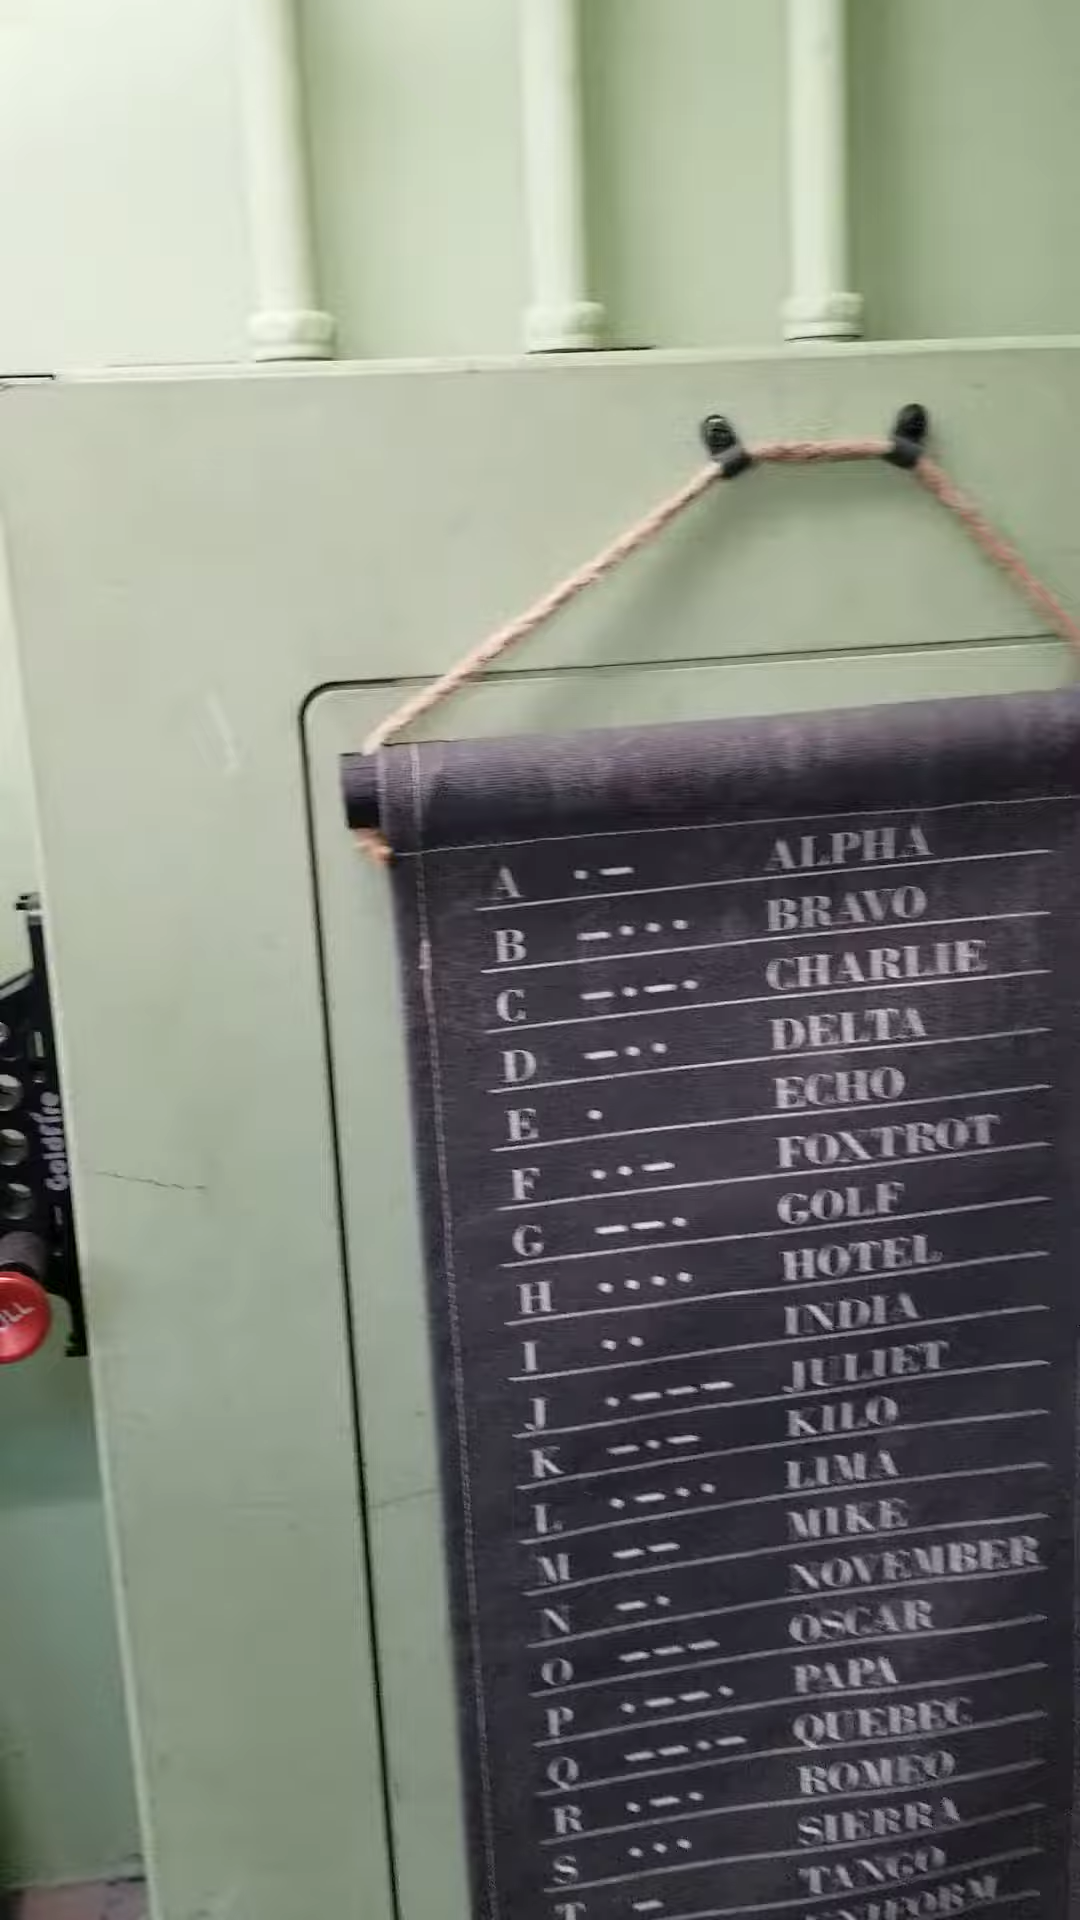 A ·— ALPHA
B —··· BRAVO
C —·—· CHARLIE
D —·· DELTA
E · ECHO
F ··— FOXTROT
G ——· GOLF
H ···· HOTEL
I ·· INDIA
J ·——— JULIET
K —·— KILO
L ·—·· LIMA
M —— MIKE
N —· NOVEMBER
O ——— OSCAR
P ·——· PAPA
Q ——·— QUEBEC
R ·—· ROMEO
S ··· SIERRA
T — TANGO
Goldfire